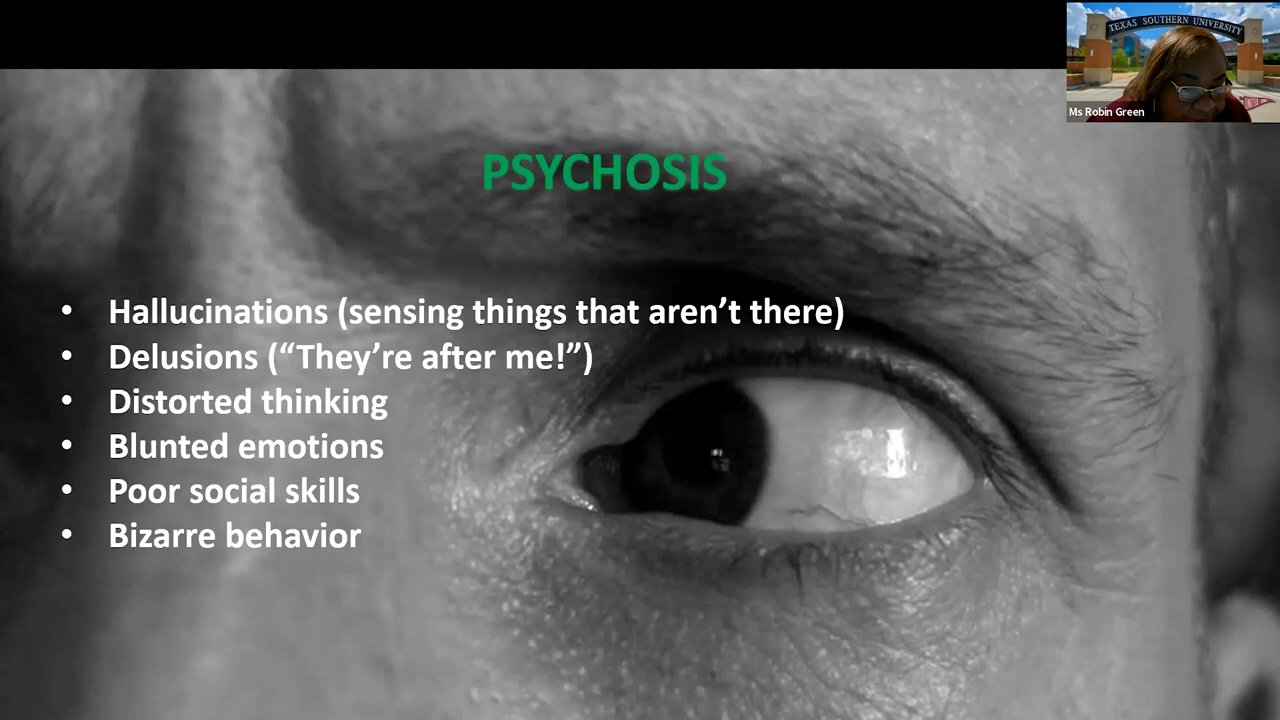 TEXAS SOUTHERN UNIVERSITY
Ms Robin Green
PSYCHOSIS
• Hallucinations (sensing things that aren’t there)
• Delusions (“They’re after me!”)
• Distorted thinking
• Blunted emotions
• Poor social skills
• Bizarre behavior